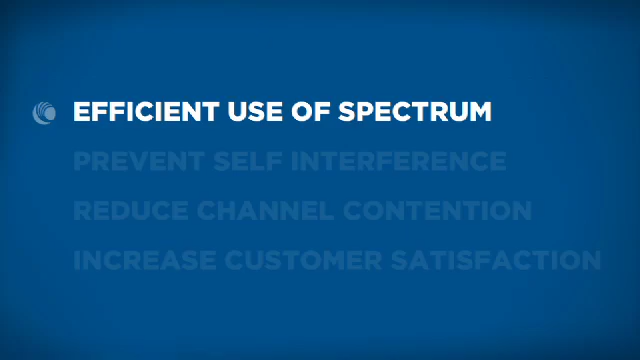 EFFICIENT USE OF SPECTRUM
PREVENT SELF INTERFERENCE
REDUCE CHANNEL CONTENTION
INCREASE CUSTOMER SATISFACTION